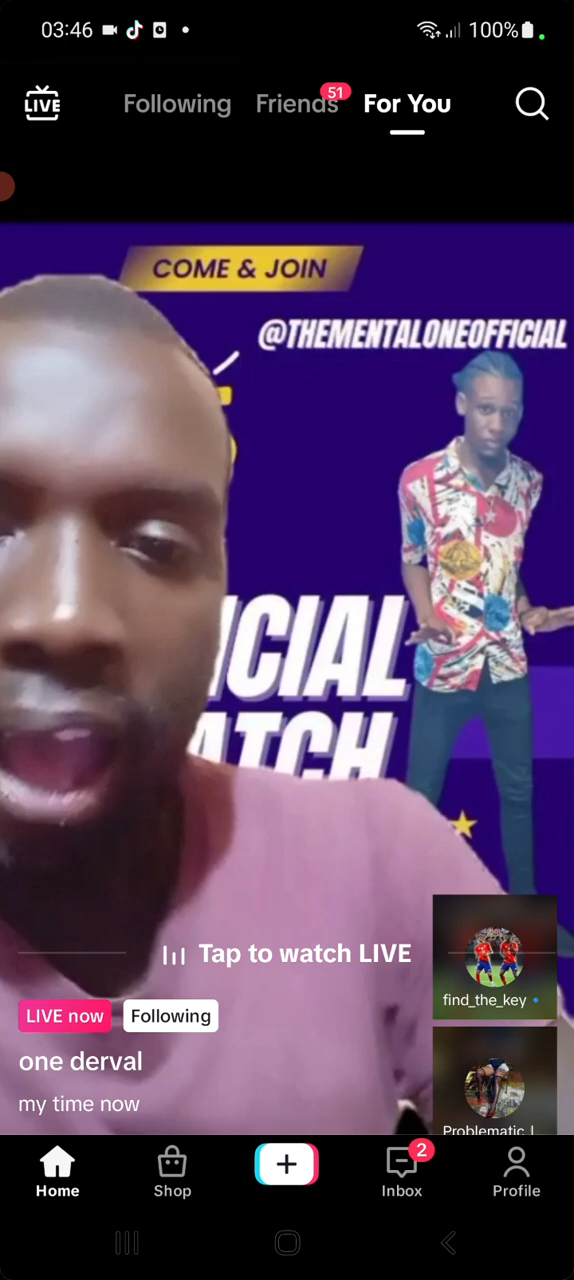 03:46
100%
LIVE
Following
Friends
51
For You
COME & JOIN
@THEMENTALONEOFFICIAL
ICIAL
ATCH
Tap to watch LIVE
LIVE now
Following
find_the_key
one derval
my time now
Problematic
Home
Shop
Inbox
2
Profile